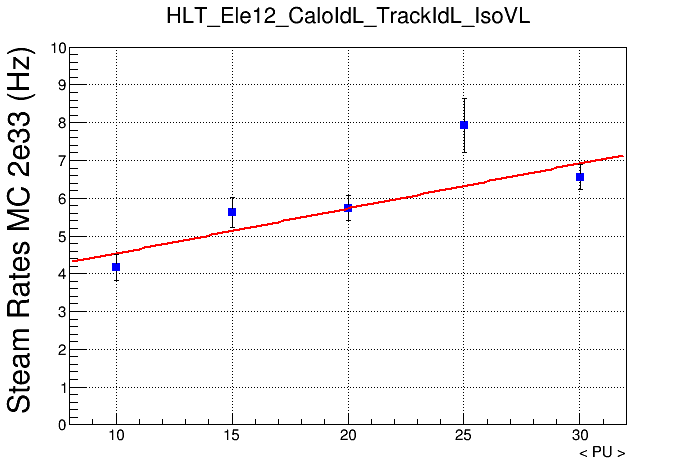 HLT_Ele12_CaloIdL_TrackIdL_IsoVL
Steam Rates MC 2e33 (Hz)
10
9
8
7
6
5
4
3
2
1
0
10 15 20 25 30
< PU >